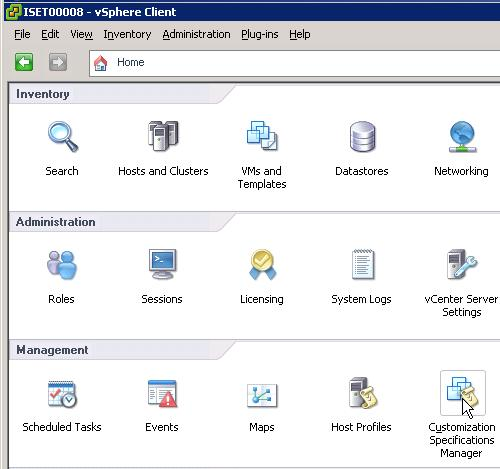 ISET00008 - vSphere Client
File Edit View Inventory Administration Plug-ins Help
Home
Inventory
Search Hosts and Clusters VMs and Templates Datastores Networking
Administration
Roles Sessions Licensing System Logs vCenter Server Settings
Management
Scheduled Tasks Events Maps Host Profiles Customization Specifications Manager